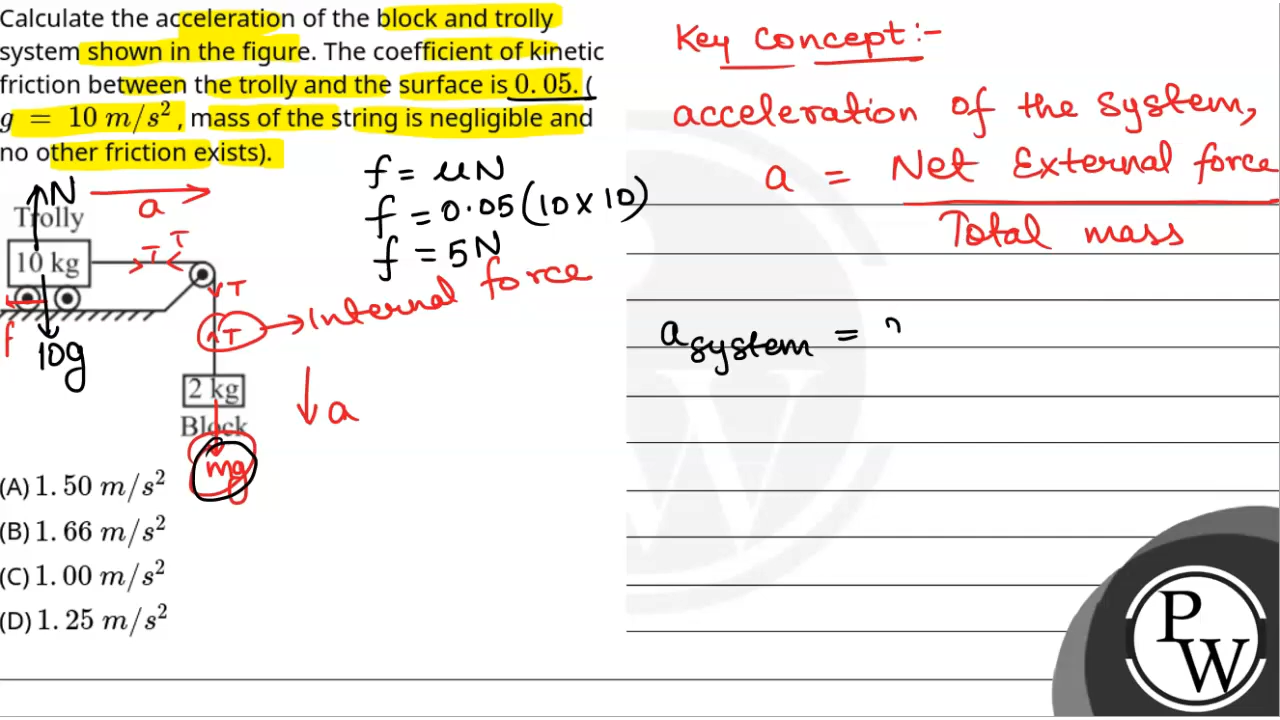 Calculate the acceleration of the block and trolly
system shown in the figure. The coefficient of kinetic
friction between the trolly and the surface is 0.05. (
g = 10 m/s², mass of the string is negligible and
no other friction exists).
N
a
Trolly
T
T
10 kg
T
f
10g
T
Internal force
2 kg
a
Block
mg
f = μN
f = 0.05(10×10)
f = 5N
(A) 1.50 m/s²
(B) 1.66 m/s²
(C) 1.00 m/s²
(D) 1.25 m/s²
Key Concept:-
acceleration of the system,
a = Net External force
Total mass
a system = ?
P
W